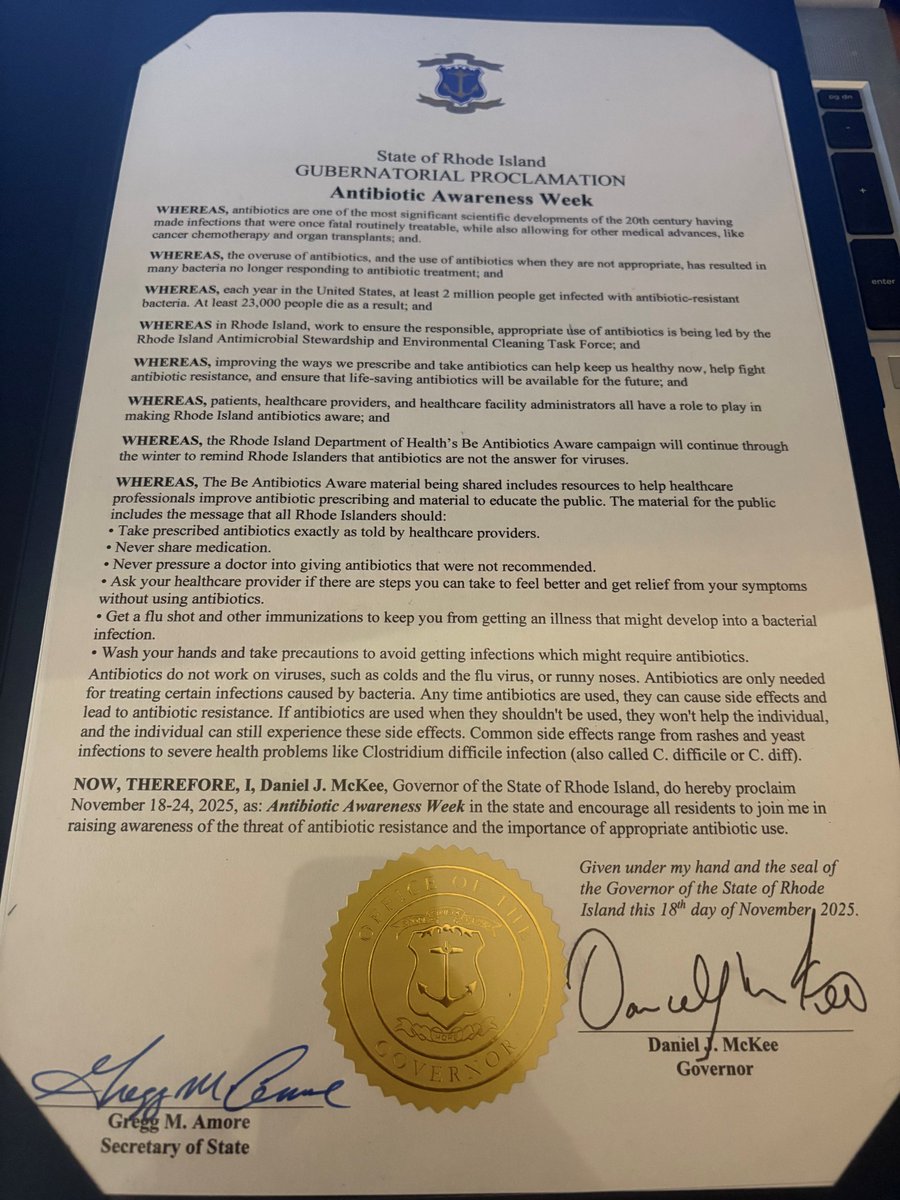 State of Rhode Island
GUBERNATORIAL PROCLAMATION
Antibiotic Awareness Week
WHEREAS, antibiotics are one of the most significant scientific developments of the 20th century having
made infections that were once fatal routinely treatable, while also allowing for other medical advances, like
cancer chemotherapy and organ transplants; and.
WHEREAS, the overuse of antibiotics, and the use of antibiotics when they are not appropriate, has resulted in
many bacteria no longer responding to antibiotic treatment; and
WHEREAS, each year in the United States, at least 2 million people get infected with antibiotic-resistant
bacteria. At least 23,000 people die as a result; and
WHEREAS in Rhode Island, work to ensure the responsible, appropriate use of antibiotics is being led by the
Rhode Island Antimicrobial Stewardship and Environmental Cleaning Task Force; and
WHEREAS, improving the ways we prescribe and take antibiotics can help keep us healthy now, help fight
antibiotic resistance, and ensure that life-saving antibiotics will be available for the future; and
WHEREAS, patients, healthcare providers, and healthcare facility administrators all have a role to play in
making Rhode Island antibiotics aware; and
WHEREAS, the Rhode Island Department of Health's Be Antibiotics Aware campaign will continue through
the winter to remind Rhode Islanders that antibiotics are not the answer for viruses.
WHEREAS, The Be Antibiotics Aware material being shared includes resources to help healthcare
professionals improve antibiotic prescribing and material to educate the public. The material for the public
includes the message that all Rhode Islanders should:
• Take prescribed antibiotics exactly as told by healthcare providers.
• Never share medication.
• Never pressure a doctor into giving antibiotics that were not recommended.
• Ask your healthcare provider if there are steps you can take to feel better and get relief from your symptoms
without using antibiotics.
• Get a flu shot and other immunizations to keep you from getting an illness that might develop into a bacterial
infection.
• Wash your hands and take precautions to avoid getting infections which might require antibiotics.
Antibiotics do not work on viruses, such as colds and the flu virus, or runny noses. Antibiotics are only needed
for treating certain infections caused by bacteria. Any time antibiotics are used, they can cause side effects and
lead to antibiotic resistance. If antibiotics are used when they shouldn't be used, they won't help the individual,
and the individual can still experience these side effects. Common side effects range from rashes and yeast
infections to severe health problems like Clostridium difficile infection (also called C. difficile or C. diff).
NOW, THEREFORE, I, Daniel J. McKee, Governor of the State of Rhode Island, do hereby proclaim
November 18-24, 2025, as: Antibiotic Awareness Week in the state and encourage all residents to join me in
raising awareness of the threat of antibiotic resistance and the importance of appropriate antibiotic use.
Given under my hand and the seal of
the Governor of the State of Rhode
Island this 18th day of November, 2025.
OFFICE OF THE
HOPE
GOVERNOR
Daniel J. McKee
Daniel J. McKee
Governor
Gregg M. Amore
Gregg M. Amore
Secretary of State
pg dn
-
+
enter